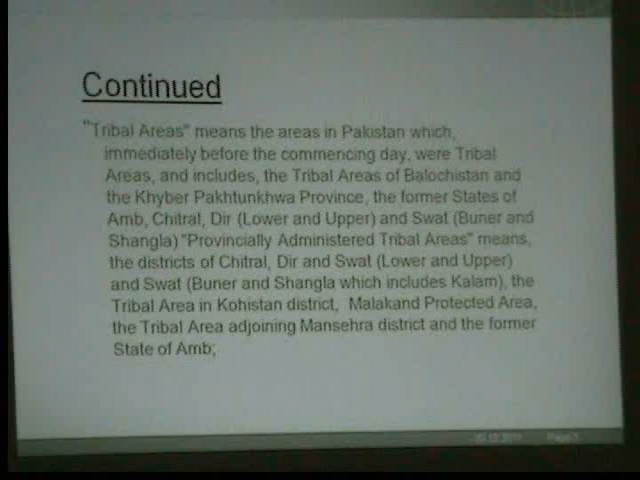 Continued
"Tribal Areas" means the areas in Pakistan which,
immediately before the commencing day, were Tribal
Areas, and includes, the Tribal Areas of Balochistan and
the Khyber Pakhtunkhwa Province, the former States of
Amb, Chitral, Dir (Lower and Upper) and Swat (Buner and
Shangla) "Provincially Administered Tribal Areas" means,
the districts of Chitral, Dir and Swat (Lower and Upper)
and Swat (Buner and Shangla which includes Kalam), the
Tribal Area in Kohistan district, Malakand Protected Area,
the Tribal Area adjoining Mansehra district and the former
State of Amb;
Page